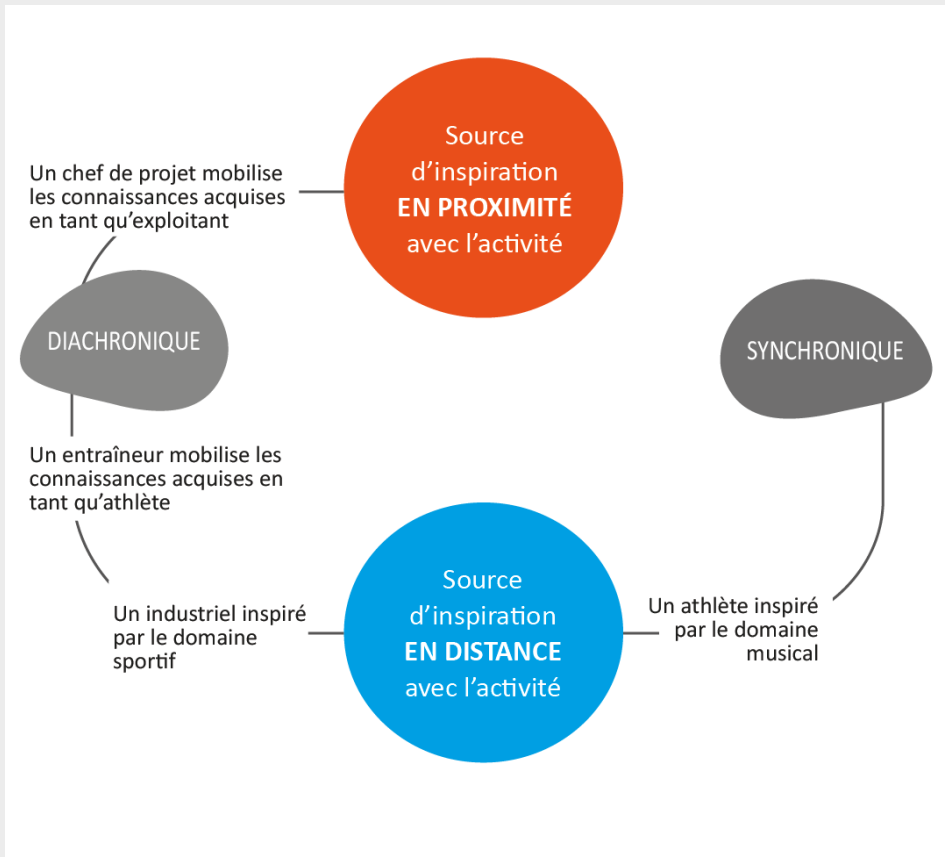 Source
d’inspiration
EN PROXIMITÉ
avec l’activité
Un chef de projet mobilise
les connaissances acquises
en tant qu’exploitant
DIACHRONIQUE
SYNCHRONIQUE
Un entraîneur mobilise les
connaissances acquises en
tant qu’athlète
Source
d’inspiration
EN DISTANCE
avec l’activité
Un industriel inspiré
par le domaine
sportif
Un athlète inspiré
par le domaine
musical